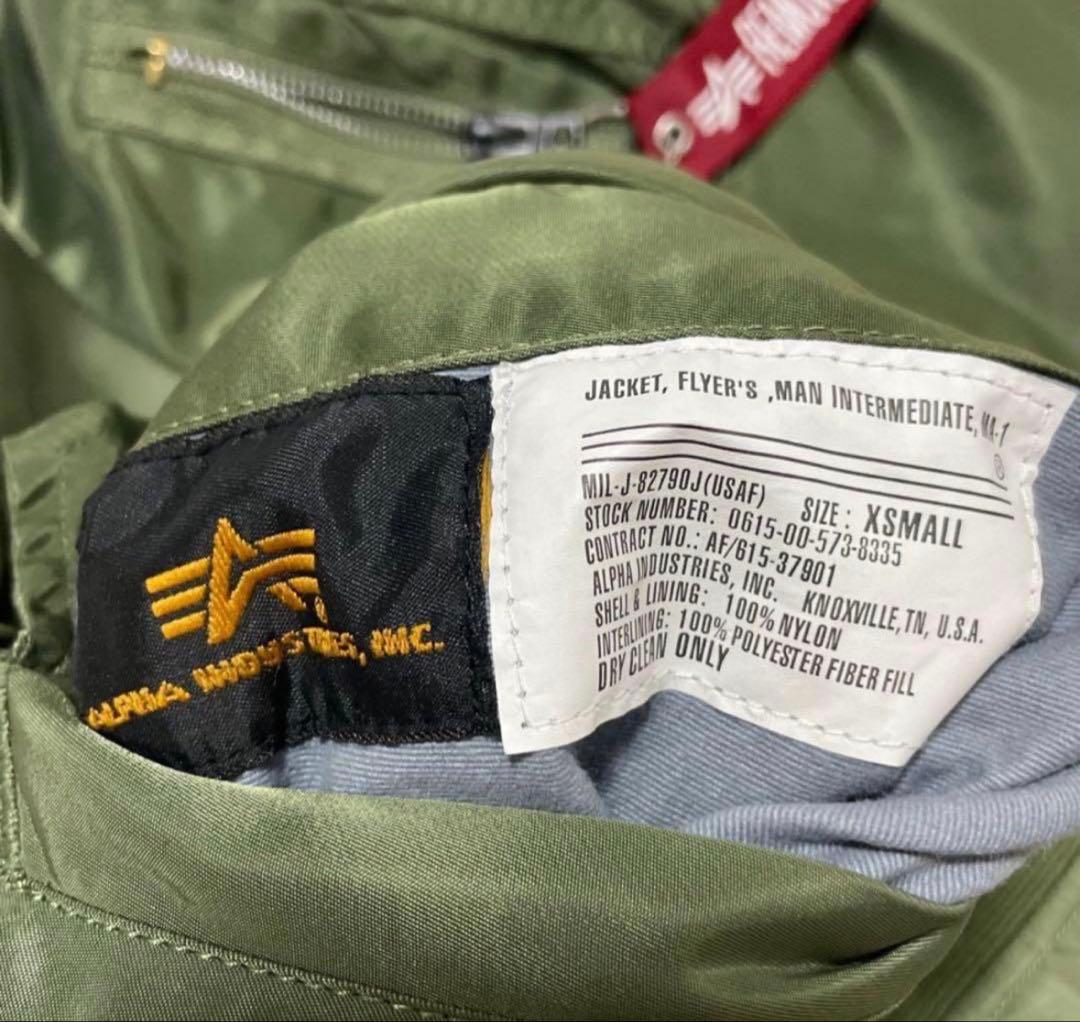 JACKET, FLYER'S ,MAN INTERMEDIATE, MA-1
®
MIL-J-82790J(USAF) SIZE: XSMALL
STOCK NUMBER: 0615-00-573-8335
CONTRACT NO.: AF/615-37901
ALPHA INDUSTRIES, INC. KNOXVILLE,TN, U.S.A.
SHELL & LINING: 100% NYLON
INTERLINING: 100% POLYESTER FIBER FILL
DRY CLEAN ONLY
ALPHA INDUSTRIES, INC.